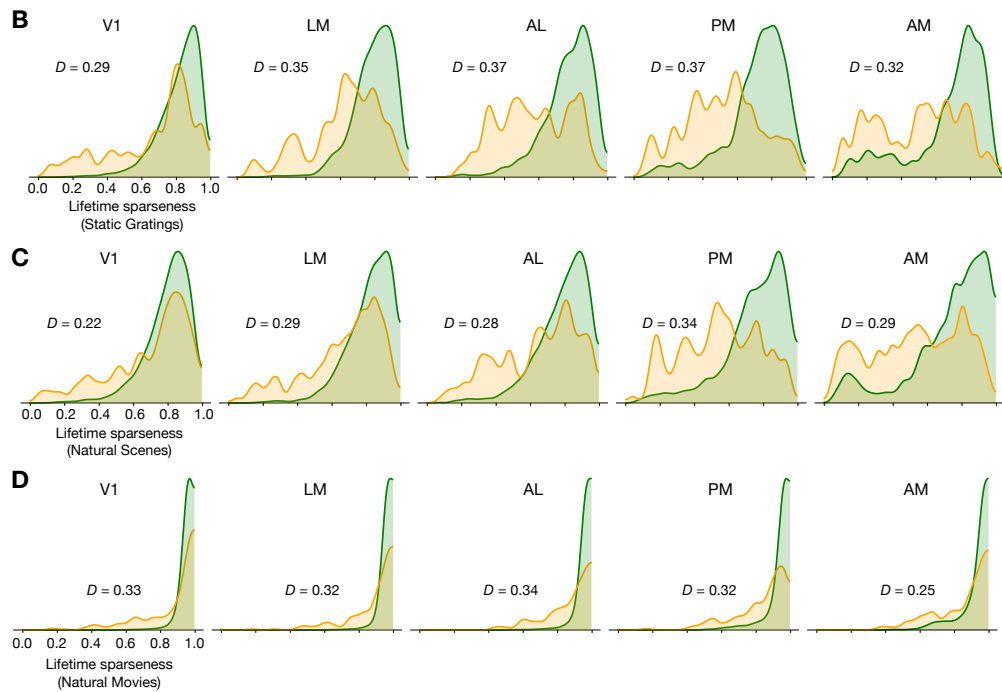 B
V1 LM AL PM AM
D = 0.29 D = 0.35 D = 0.37 D = 0.37 D = 0.32
0.0 0.2 0.4 0.6 0.8 1.0
Lifetime sparseness
(Static Gratings)
C
V1 LM AL PM AM
D = 0.22 D = 0.29 D = 0.28 D = 0.34 D = 0.29
0.0 0.2 0.4 0.6 0.8 1.0
Lifetime sparseness
(Natural Scenes)
D
V1 LM AL PM AM
D = 0.33 D = 0.32 D = 0.34 D = 0.32 D = 0.25
0.0 0.2 0.4 0.6 0.8 1.0
Lifetime sparseness
(Natural Movies)